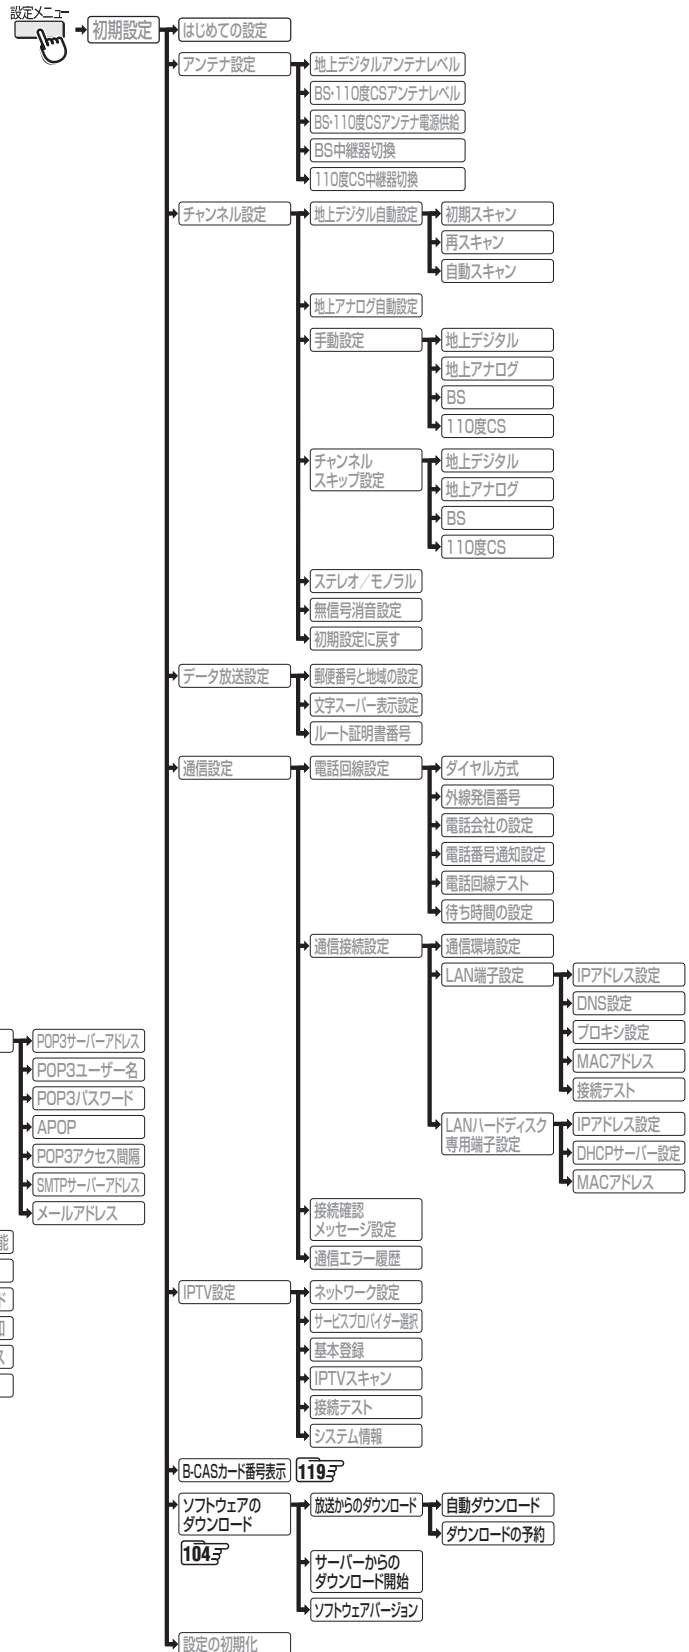 設定メニュー
初期設定
はじめての設定
アンテナ設定
地上デジタルアンテナレベル
BS・110度CSアンテナレベル
BS・110度CSアンテナ電源供給
BS中継器切換
110度CS中継器切換
チャンネル設定
地上デジタル自動設定
初期スキャン
再スキャン
自動スキャン
地上アナログ自動設定
手動設定
地上デジタル
地上アナログ
BS
110度CS
チャンネル
スキップ設定
地上デジタル
地上アナログ
BS
110度CS
ステレオ/モノラル
無信号消音設定
初期設定に戻す
データ放送設定
郵便番号と地域の設定
文字スーパー表示設定
ルート証明書番号
通信設定
電話回線設定
ダイヤル方式
外線発信番号
電話会社の設定
電話番号通知設定
電話回線テスト
待ち時間の設定
通信接続設定
通信環境設定
LAN端子設定
IPアドレス設定
DNS設定
プロキシ設定
MACアドレス
接続テスト
LANハードディスク
専用端子設定
IPアドレス設定
DHCPサーバー設定
MACアドレス
接続確認
メッセージ設定
通信エラー履歴
IPTV設定
ネットワーク設定
サービスプロバイダー選択
基本登録
IPTVスキャン
接続テスト
システム情報
B-CASカード番号表示
119
ソフトウェアの
ダウンロード
104
放送からのダウンロード
自動ダウンロード
ダウンロードの予約
サーバーからの
ダウンロード開始
ソフトウェアバージョン
設定の初期化
POP3サーバーアドレス
POP3ユーザー名
POP3パスワード
APOP
POP3アクセス間隔
SMTPサーバーアドレス
メールアドレス
能
ド
知
ス